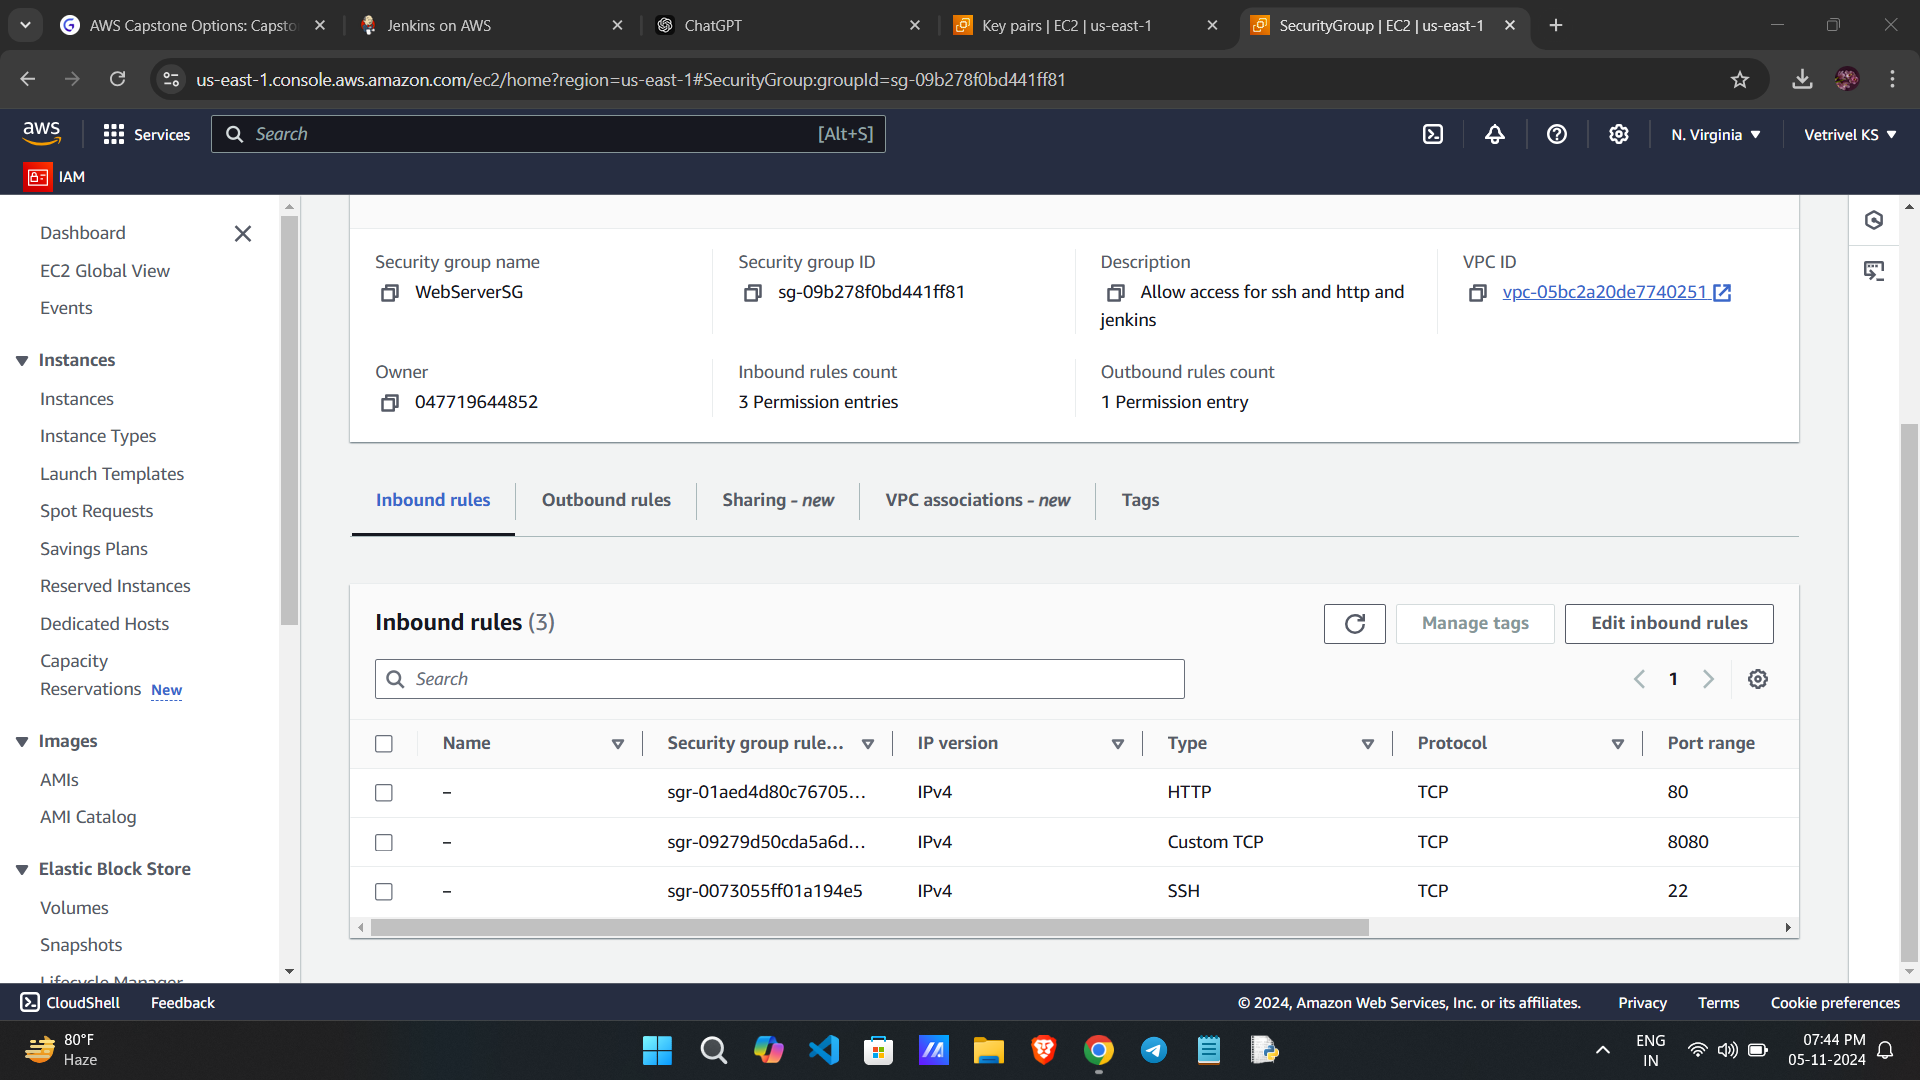 AWS Capstone Options: Capsto
Jenkins on AWS
ChatGPT
Key pairs | EC2 | us-east-1
SecurityGroup | EC2 | us-east-1
us-east-1.console.aws.amazon.com/ec2/home?region=us-east-1#SecurityGroup:groupId=sg-09b278f0bd441ff81
aws
Services
Search
[Alt+S]
N. Virginia
Vetrivel KS
IAM
Dashboard
EC2 Global View
Events
Instances
Instances
Instance Types
Launch Templates
Spot Requests
Savings Plans
Reserved Instances
Dedicated Hosts
Capacity
Reservations New
Images
AMIs
AMI Catalog
Elastic Block Store
Volumes
Snapshots
Lifecycle Manager
Security group name
WebServerSG
Security group ID
sg-09b278f0bd441ff81
Description
Allow access for ssh and http and
jenkins
VPC ID
vpc-05bc2a20de7740251
Owner
047719644852
Inbound rules count
3 Permission entries
Outbound rules count
1 Permission entry
Inbound rules
Outbound rules
Sharing - new
VPC associations - new
Tags
Inbound rules (3)
Manage tags
Edit inbound rules
Search
1
Name Security group rule... IP version Type Protocol Port range
– sgr-01aed4d80c76705... IPv4 HTTP TCP 80
– sgr-09279d50cda5a6d... IPv4 Custom TCP TCP 8080
– sgr-0073055ff01a194e5 IPv4 SSH TCP 22
CloudShell
Feedback
© 2024, Amazon Web Services, Inc. or its affiliates.
Privacy
Terms
Cookie preferences
80°F
Haze
ENG
IN
07:44 PM
05-11-2024